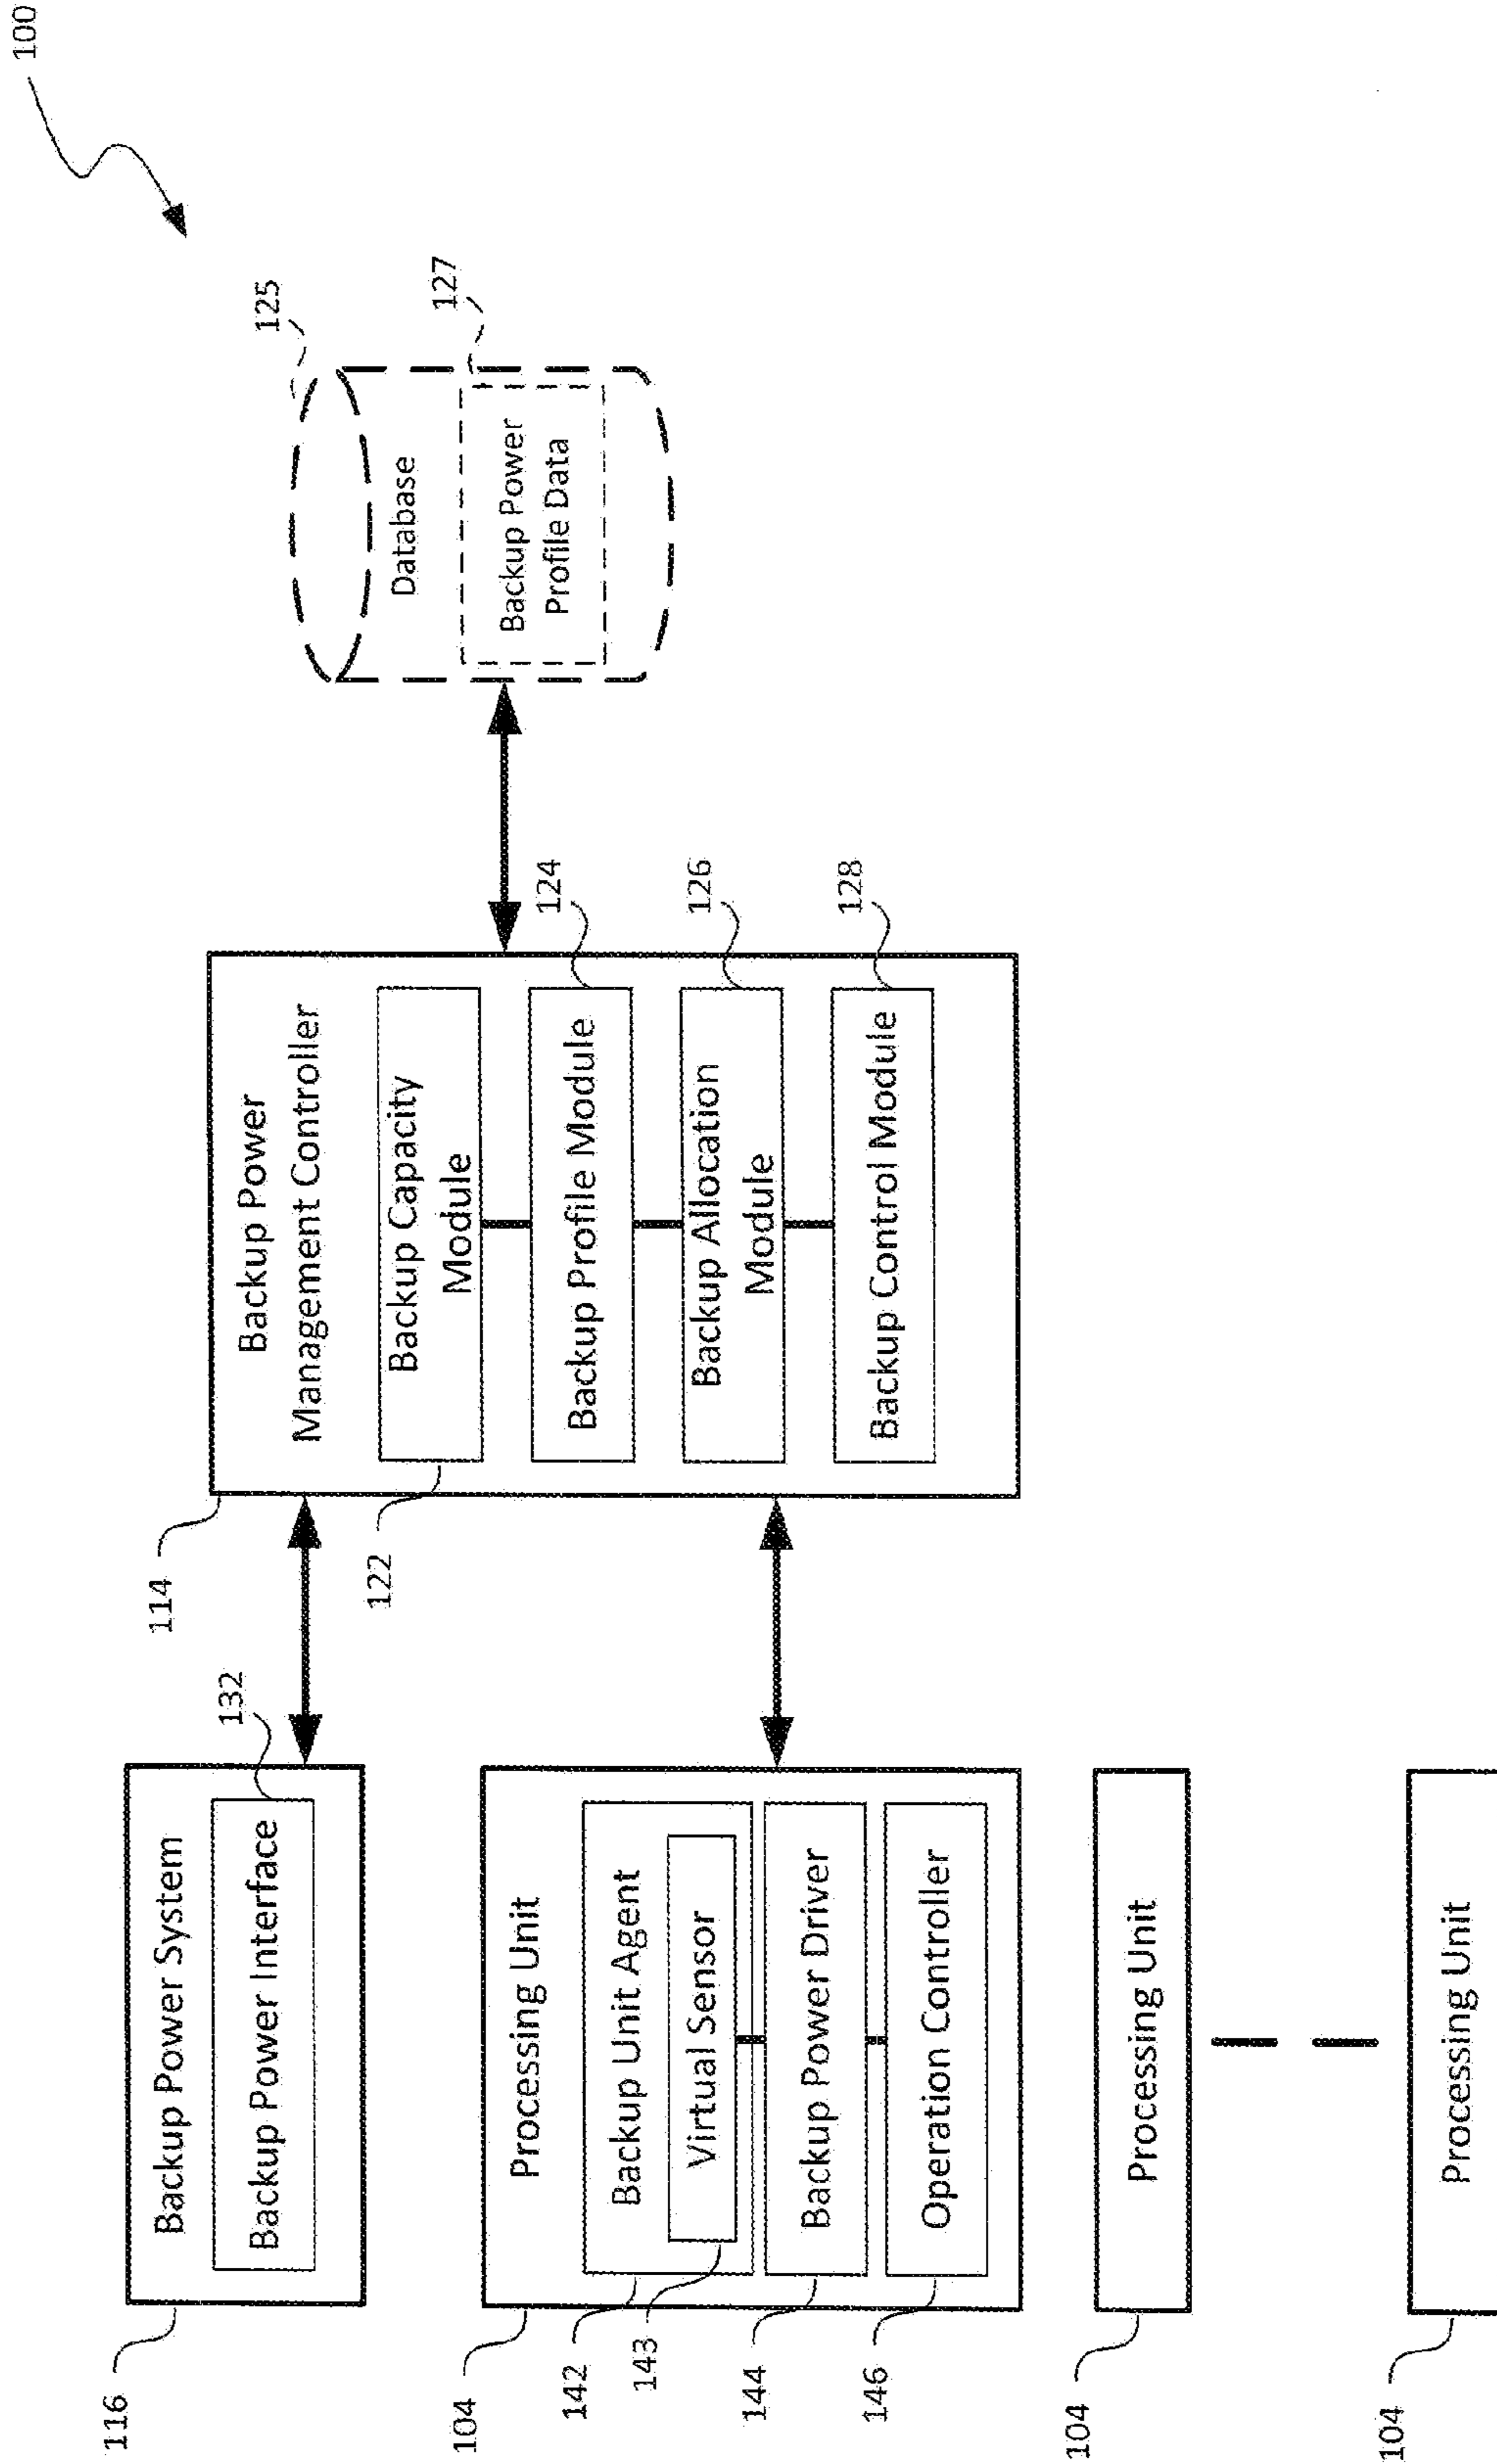 100
116
Backup Power System
Backup Power Interface
132
104
Processing Unit
142
Backup Unit Agent
143
Virtual Sensor
144
Backup Power Driver
146
Operation Controller
104
Processing Unit
104
Processing Unit
114
Backup Power
Management Controller
122
Backup Capacity
Module
124
Backup Profile Module
126
Backup Allocation
Module
128
Backup Control Module
125
Database
127
Backup Power
Profile Data